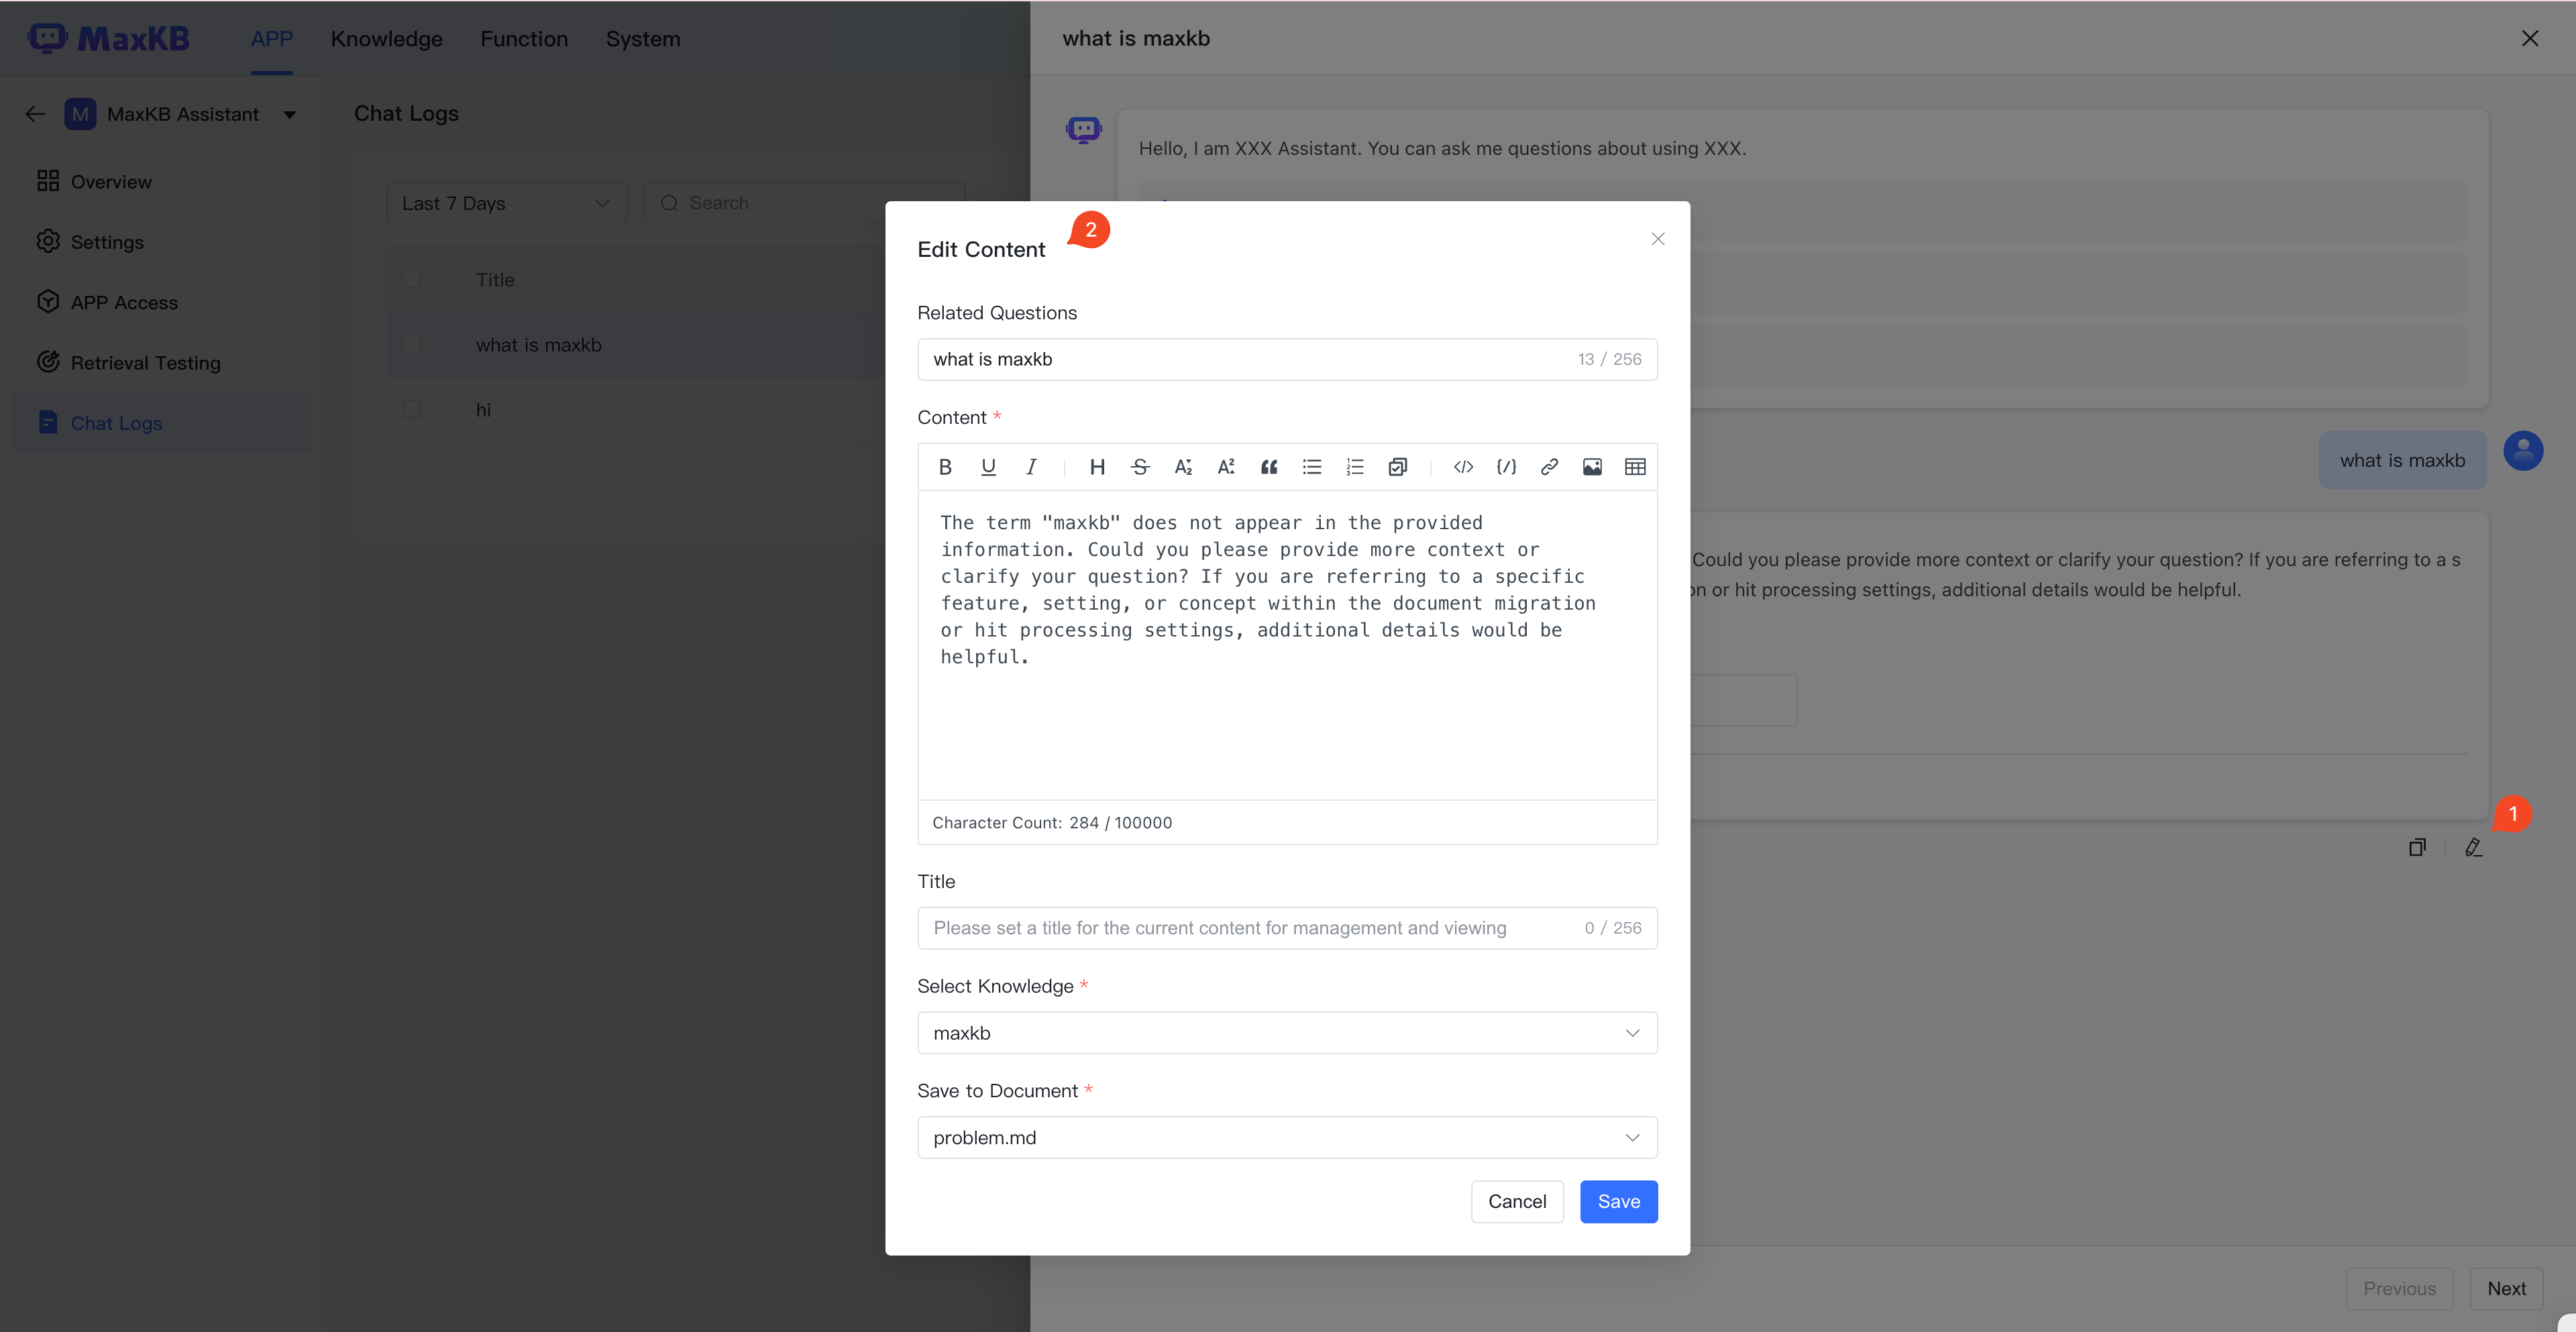 MaxKB
APP
Knowledge
Function
System
what is maxkb
M
MaxKB Assistant
Overview
Settings
APP Access
Retrieval Testing
Chat Logs
Chat Logs
Last 7 Days
Search
Title
what is maxkb
hi
Hello, I am XXX Assistant. You can ask me questions about using XXX.
what is maxkb
Could you please provide more context or clarify your question? If you are referring to a s
on or hit processing settings, additional details would be helpful.
1
2
Edit Content
Related Questions
what is maxkb
13 / 256
Content *
The term "maxkb" does not appear in the provided
information. Could you please provide more context or
clarify your question? If you are referring to a specific
feature, setting, or concept within the document migration
or hit processing settings, additional details would be
helpful.
Character Count: 284 / 100000
Title
Please set a title for the current content for management and viewing
0 / 256
Select Knowledge *
maxkb
Save to Document *
problem.md
Cancel
Save
Previous
Next